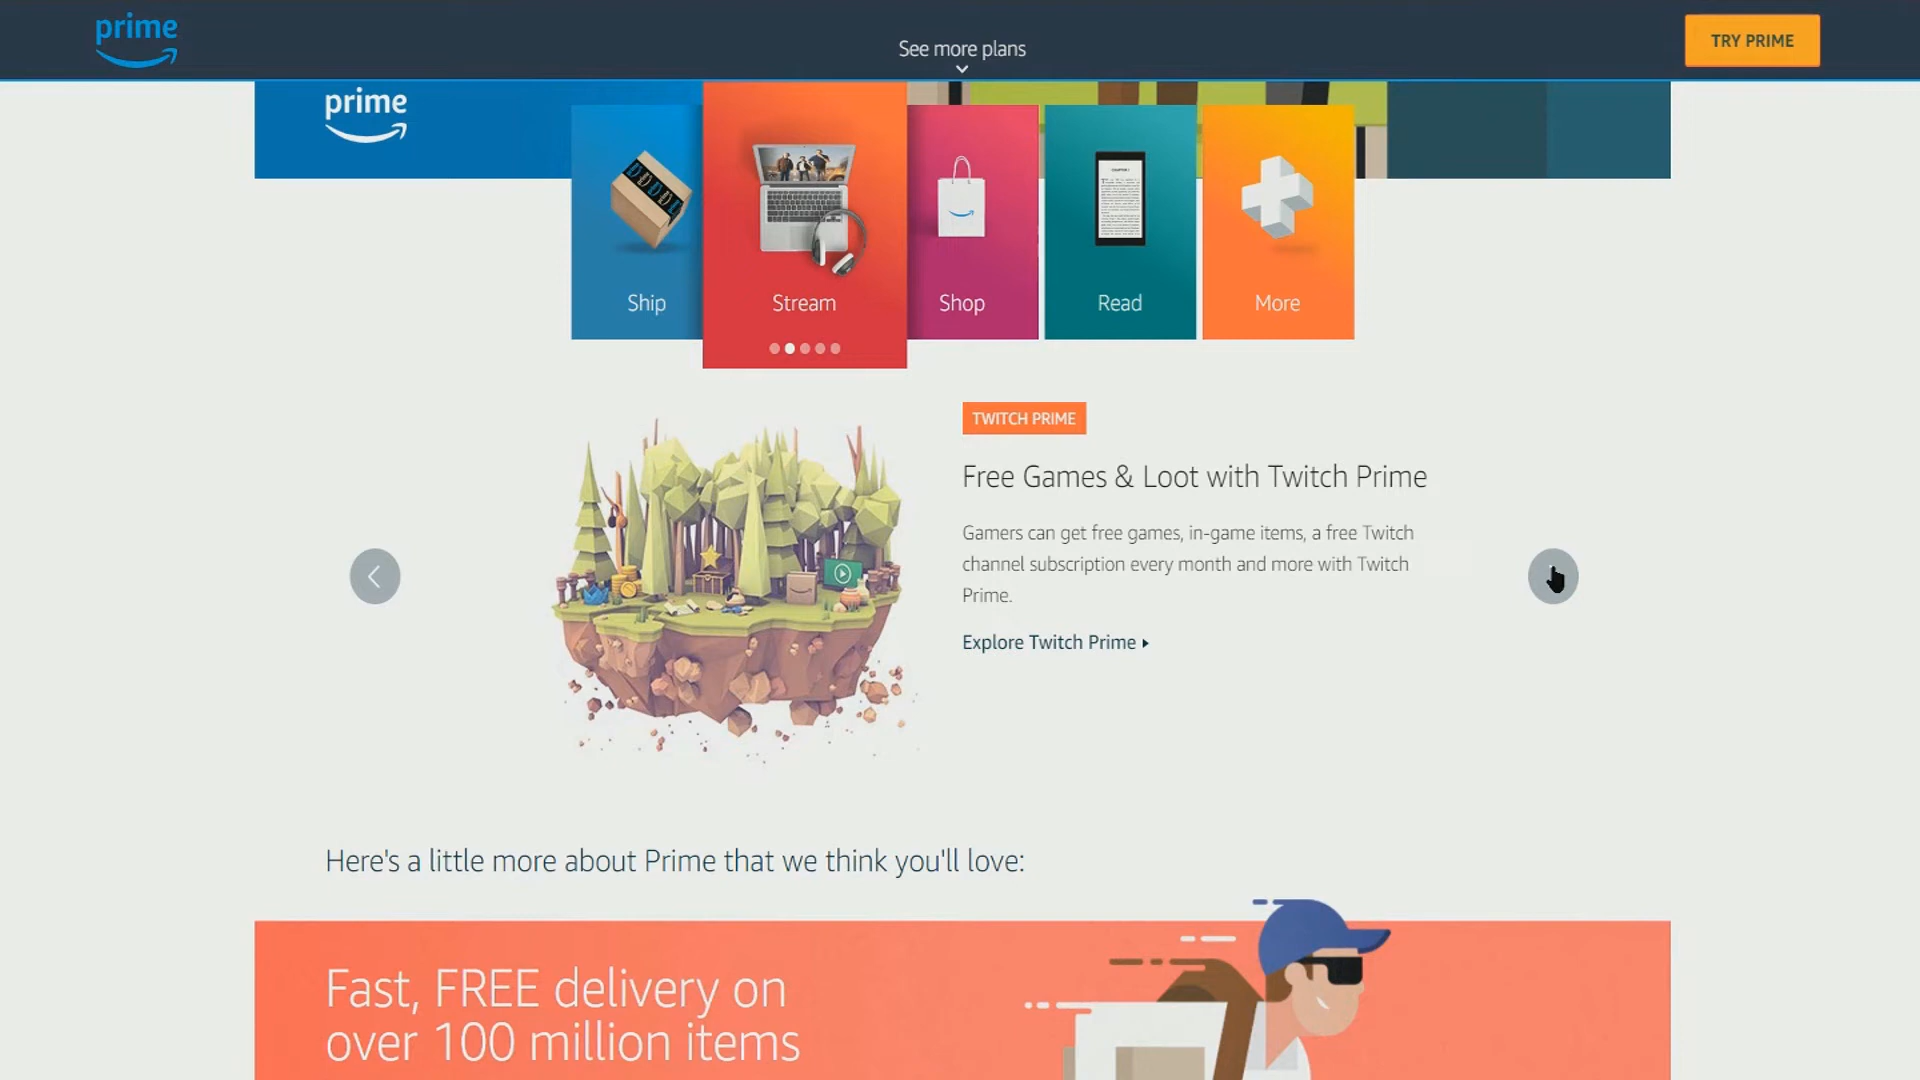 prime
See more plans
TRY PRIME
prime
Ship
Stream
Shop
Read
More
TWITCH PRIME
Free Games & Loot with Twitch Prime
Gamers can get free games, in-game items, a free Twitch
channel subscription every month and more with Twitch
Prime.
Explore Twitch Prime
Here's a little more about Prime that we think you'll love:
Fast, FREE delivery on
over 100 million items